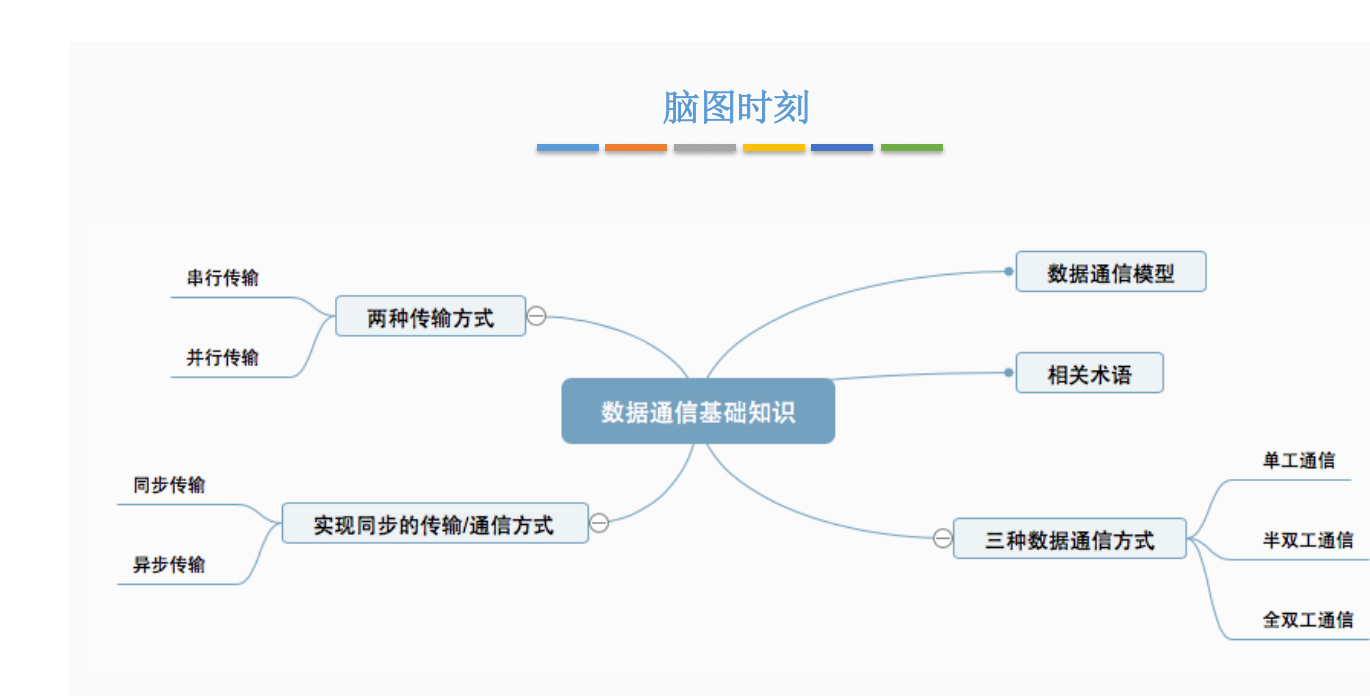 脑图时刻
串行传输
并行传输
两种传输方式
数据通信模型
相关术语
数据通信基础知识
同步传输
异步传输
实现同步的传输/通信方式
三种数据通信方式
单工通信
半双工通信
全双工通信